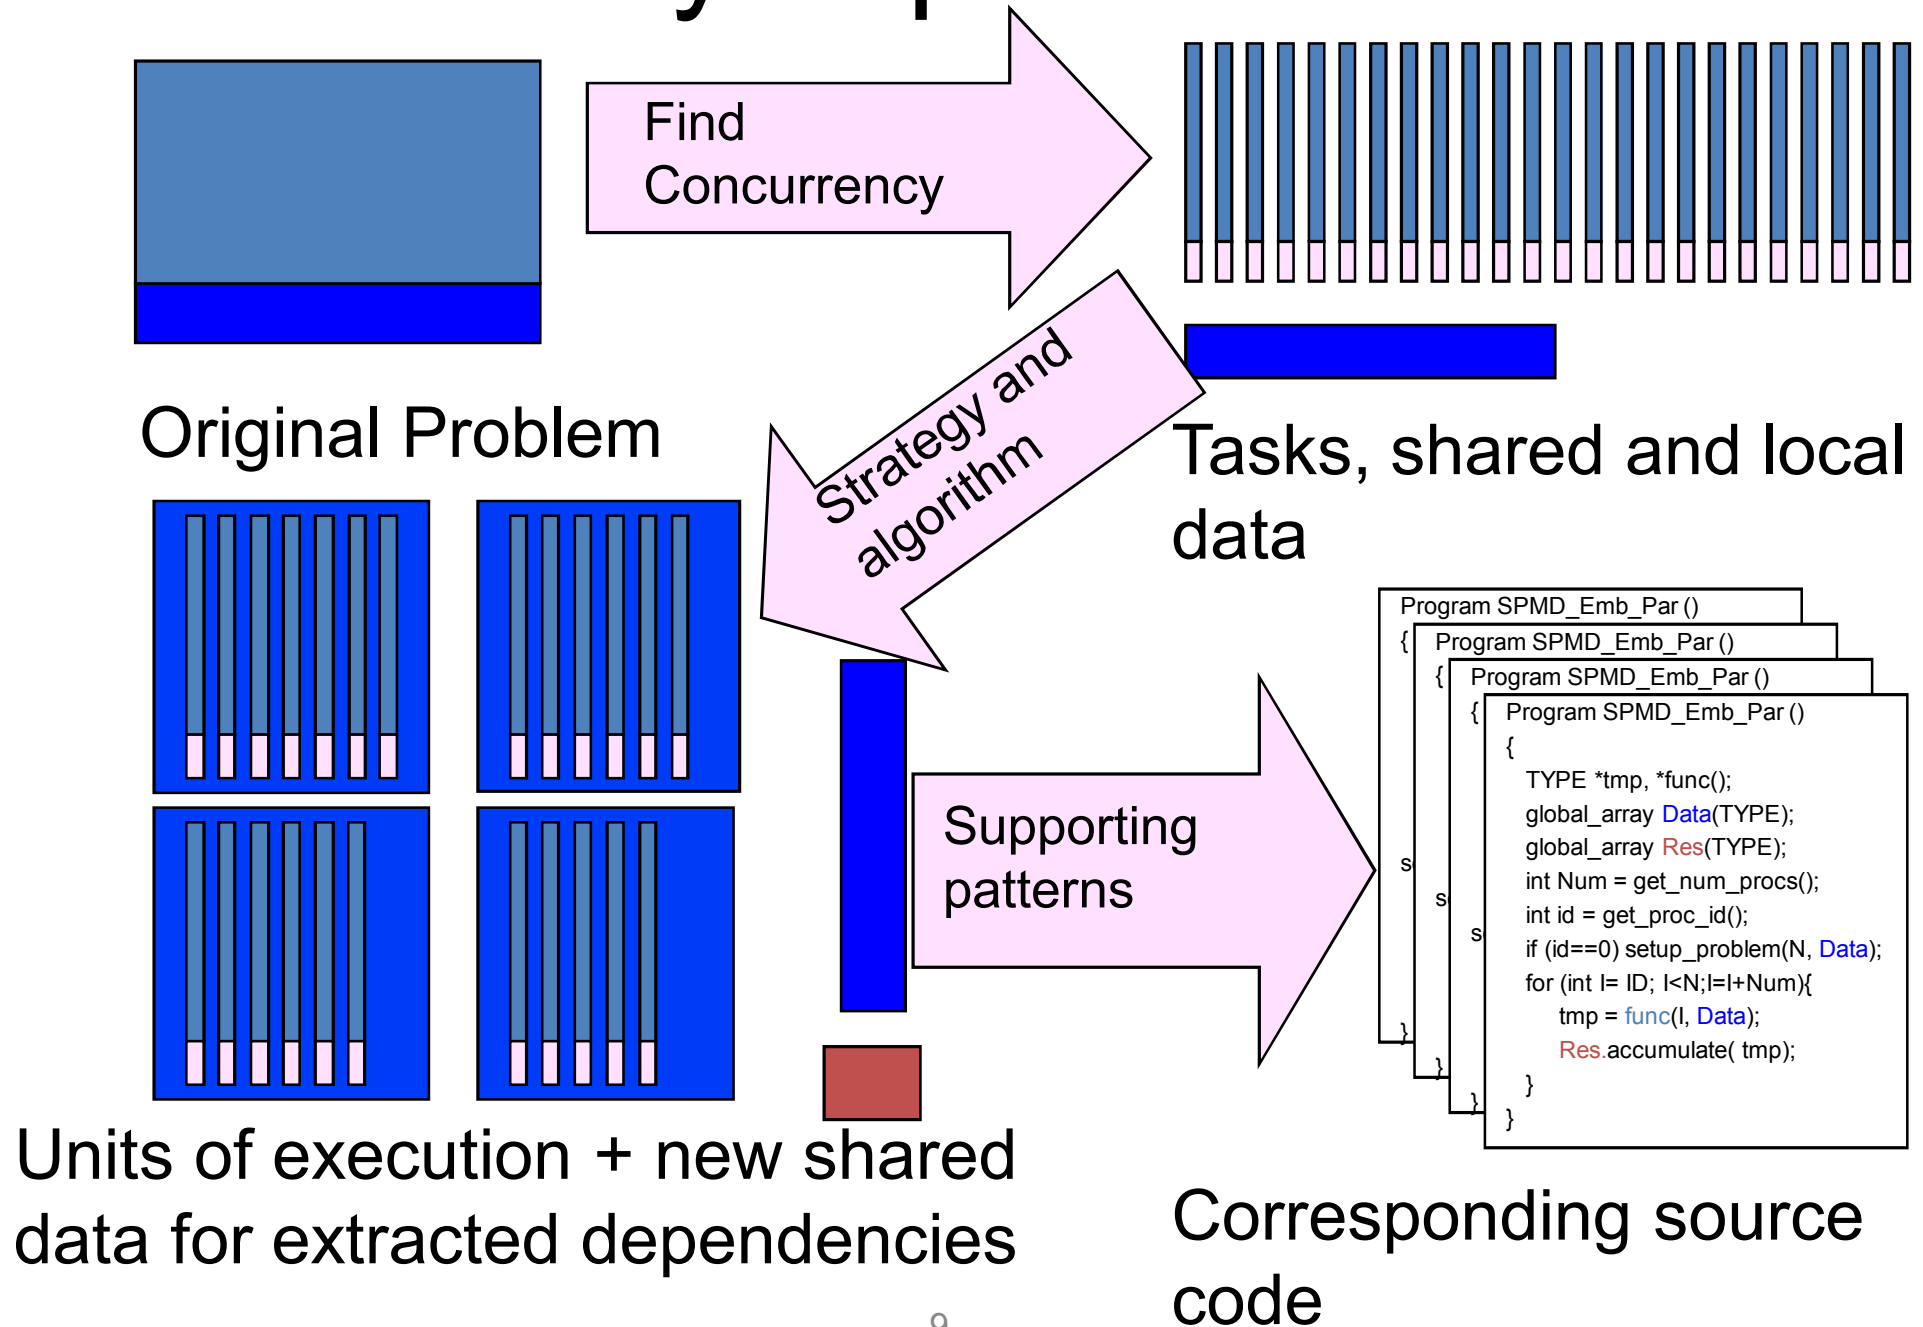 Find
Concurrency
Original Problem
Strategy and
algorithm
Tasks, shared and local
data
Supporting
patterns
Program SPMD_Emb_Par ()
{
Program SPMD_Emb_Par ()
{
Program SPMD_Emb_Par ()
{
Program SPMD_Emb_Par ()
{
TYPE *tmp, *func();
global_array Data(TYPE);
global_array Res(TYPE);
int Num = get_num_procs();
int id = get_proc_id();
if (id==0) setup_problem(N, Data);
for (int I= ID; I<N;I=I+Num){
tmp = func(I, Data);
Res.accumulate( tmp);
}
}
}
}
}
Units of execution + new shared
data for extracted dependencies
Corresponding source
code
9